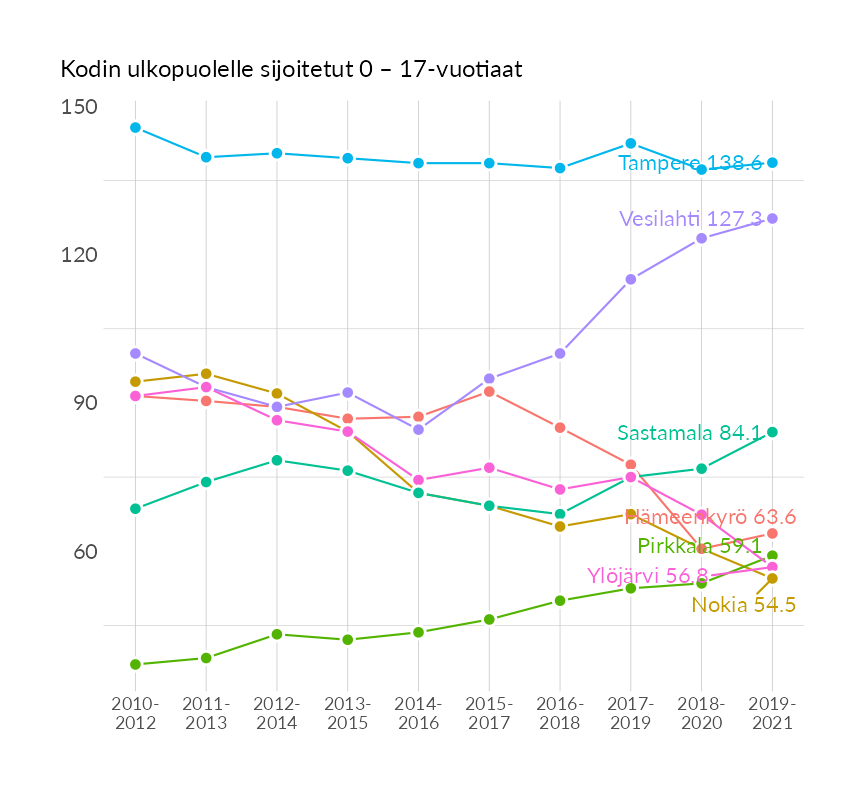 Kodin ulkopuolelle sijoitetut 0 – 17-vuotiaat
150
Tampere 138.6
Vesilahti 127.3
120
90
Sastamala 84.1
Hämeenkyrö 63.6
Pirkkala 59.1
60
Ylöjärvi 56.8
Nokia 54.5
2010- 2011- 2012- 2013- 2014- 2015- 2016- 2017- 2018- 2019-
2012 2013 2014 2015 2016 2017 2018 2019 2020 2021